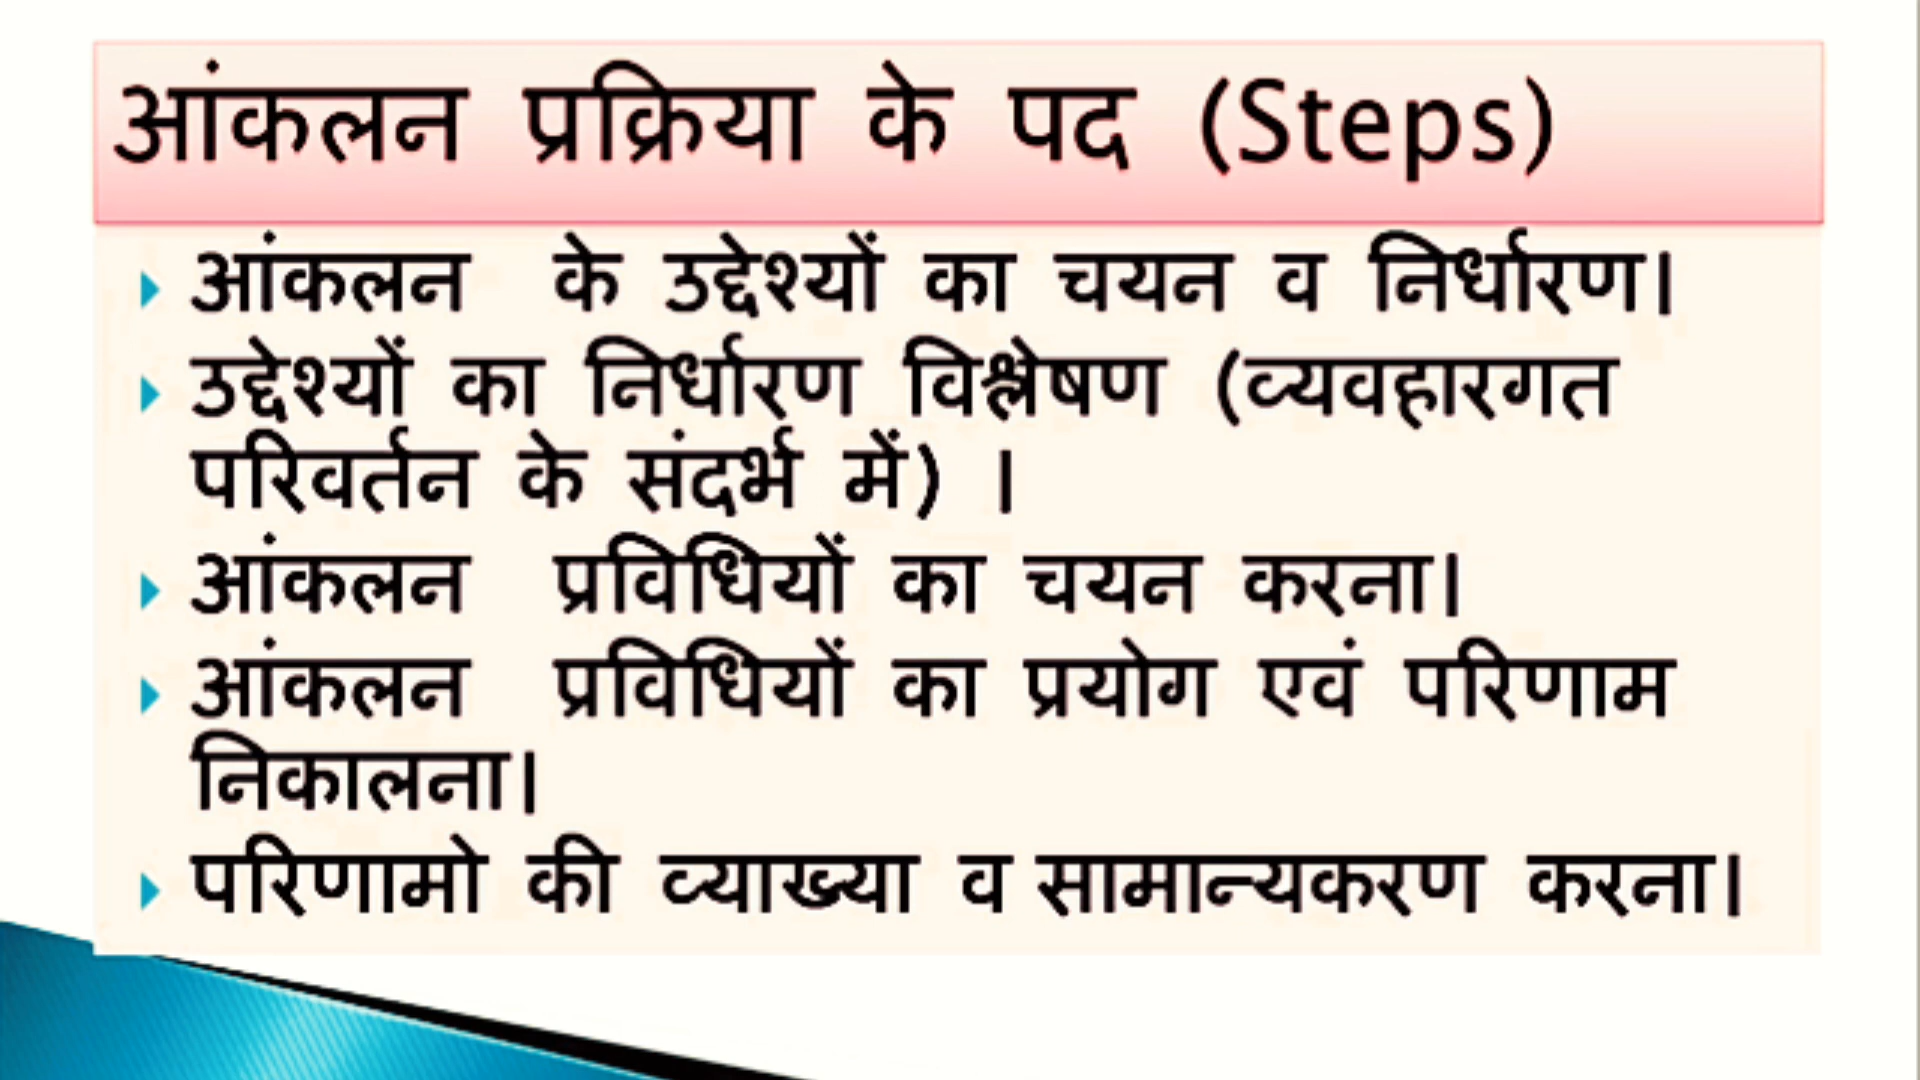 आंकलन प्रक्रिया के पद (Steps)
आंकलन के उद्देश्यों का चयन व निर्धारण।
उद्देश्यों का निर्धारण विश्लेषण (व्यवहारगत
परिवर्तन के संदर्भ में) ।
आंकलन प्रविधियों का चयन करना।
आंकलन प्रविधियों का प्रयोग एवं परिणाम
निकालना।
परिणामो की व्याख्या व सामान्यकरण करना।